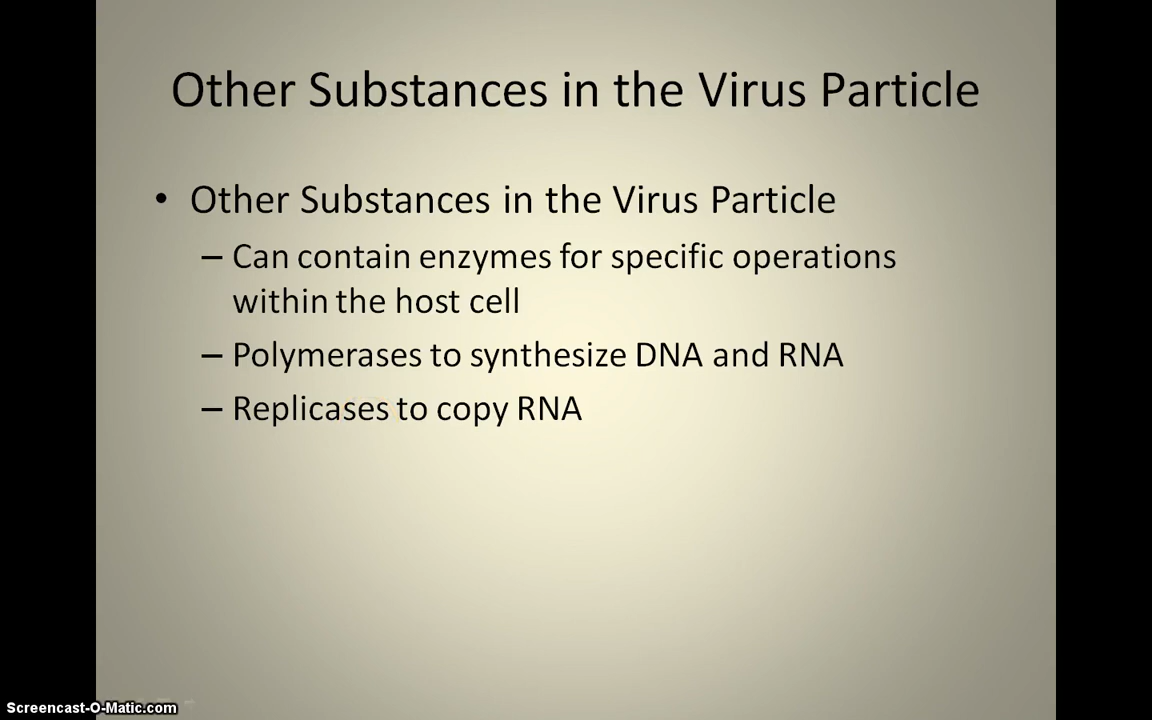 Other Substances in the Virus Particle
• Other Substances in the Virus Particle
– Can contain enzymes for specific operations
within the host cell
– Polymerases to synthesize DNA and RNA
– Replicases to copy RNA
Screencast-O-Matic.com